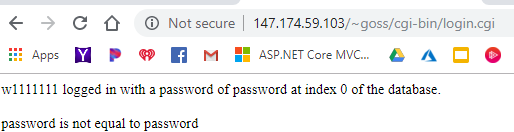 Not secure | 147.174.59.103/~goss/cgi-bin/login.cgi
Apps ASP.NET Core MVC...
w1111111 logged in with a password of password at index 0 of the database.
password is not equal to password